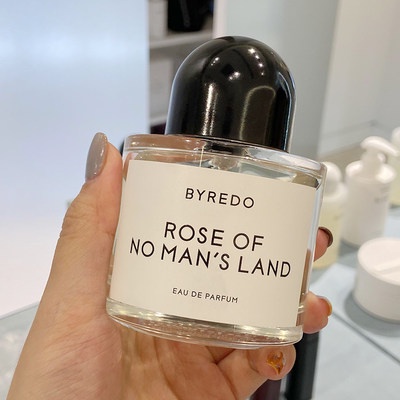 BYREDO
ROSE OF
NO MAN'S LAND
EAU DE PARFUM